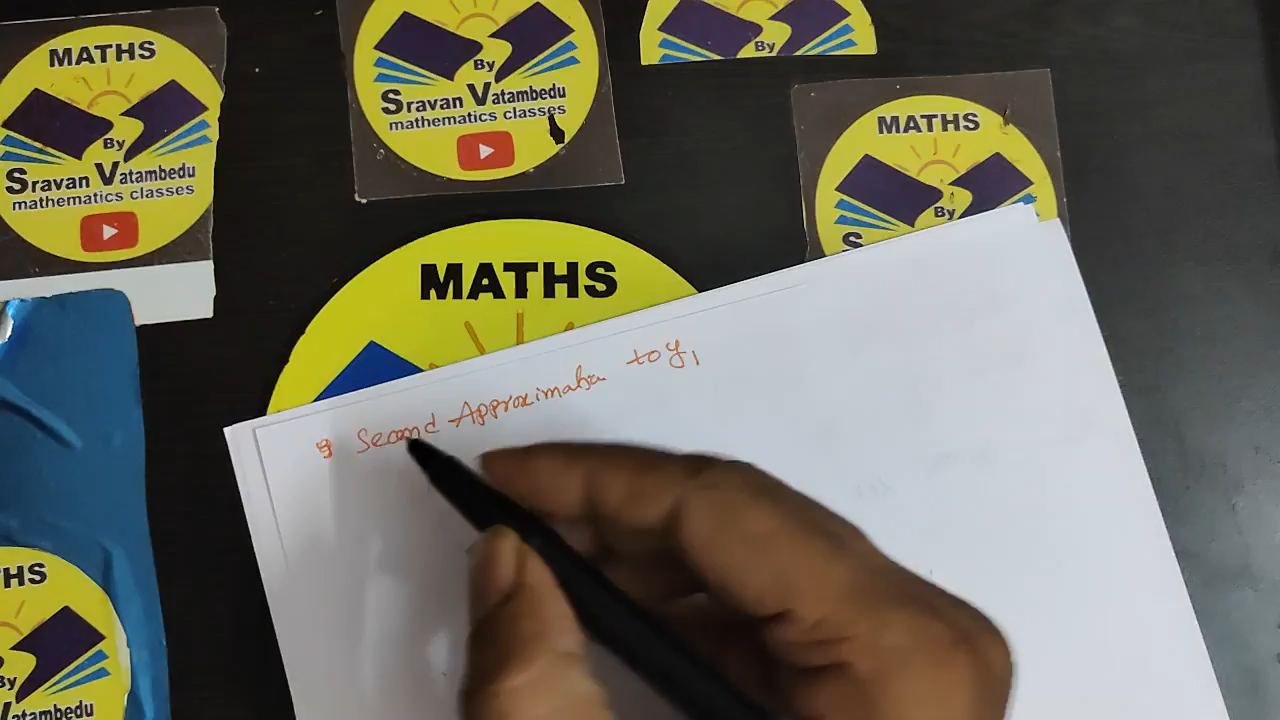 MATHS
By
Sravan Vatambedu
mathematics classes
MATHS
By
Sravan Vatambedu
mathematics classes
By
MATHS
By
S
MATHS
Second Approximation to y1
THS
By
Vatambedu